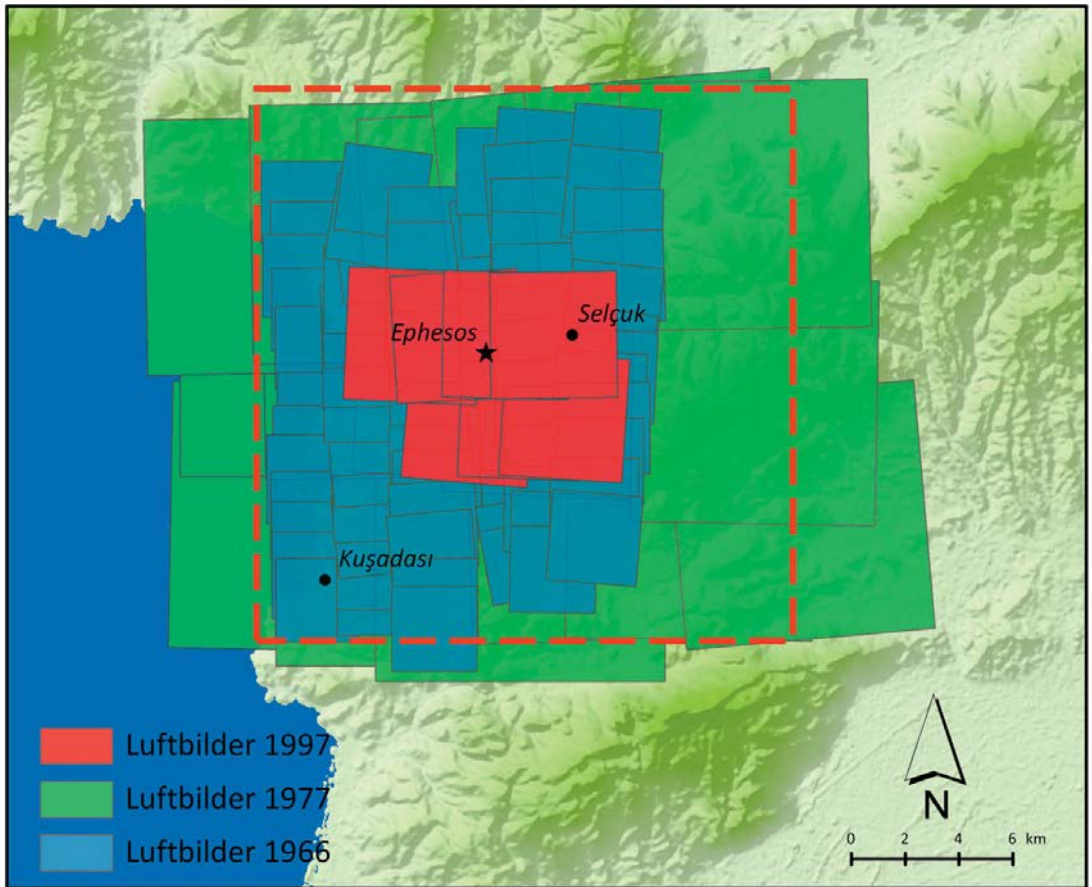 Selçuk
Ephesos
Kuşadası
Luftbilder 1997
Luftbilder 1977
Luftbilder 1966
N
0 2 4 6 km